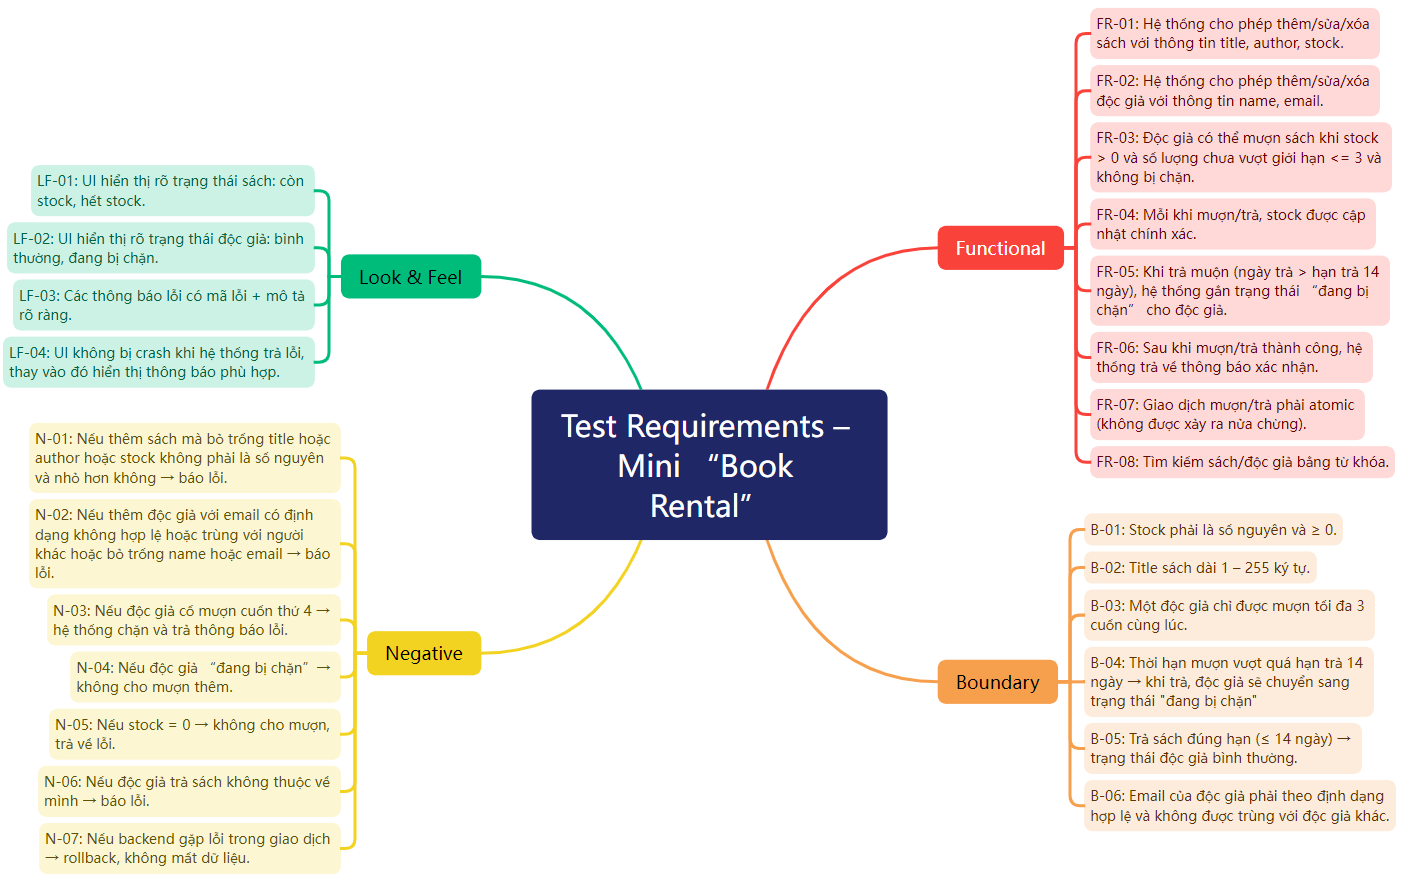 Test Requirements –
Mini “Book
Rental”
Functional
FR-01: Hệ thống cho phép thêm/sửa/xóa
sách với thông tin title, author, stock.
FR-02: Hệ thống cho phép thêm/sửa/xóa
độc giả với thông tin name, email.
FR-03: Độc giả có thể mượn sách khi stock
> 0 và số lượng chưa vượt giới hạn <= 3 và
không bị chặn.
FR-04: Mỗi khi mượn/trả, stock được cập
nhật chính xác.
FR-05: Khi trả muộn (ngày trả > hạn trả 14
ngày), hệ thống gán trạng thái “đang bị
chặn” cho độc giả.
FR-06: Sau khi mượn/trả thành công, hệ
thống trả về thông báo xác nhận.
FR-07: Giao dịch mượn/trả phải atomic
(không được xảy ra nửa chừng).
FR-08: Tìm kiếm sách/độc giả bằng từ khóa.
Boundary
B-01: Stock phải là số nguyên và ≥ 0.
B-02: Title sách dài 1 – 255 ký tự.
B-03: Một độc giả chỉ được mượn tối đa 3
cuốn cùng lúc.
B-04: Thời hạn mượn vượt quá hạn trả 14
ngày → khi trả, độc giả sẽ chuyển sang
trạng thái "đang bị chặn"
B-05: Trả sách đúng hạn (≤ 14 ngày) →
trạng thái độc giả bình thường.
B-06: Email của độc giả phải theo định dạng
hợp lệ và không được trùng với độc giả khác.
Look & Feel
LF-01: UI hiển thị rõ trạng thái sách: còn
stock, hết stock.
LF-02: UI hiển thị rõ trạng thái độc giả: bình
thường, đang bị chặn.
LF-03: Các thông báo lỗi có mã lỗi + mô tả
rõ ràng.
LF-04: UI không bị crash khi hệ thống trả lỗi,
thay vào đó hiển thị thông báo phù hợp.
Negative
N-01: Nếu thêm sách mà bỏ trống title hoặc
author hoặc stock không phải là số nguyên
và nhỏ hơn không → báo lỗi.
N-02: Nếu thêm độc giả với email có định
dạng không hợp lệ hoặc trùng với người
khác hoặc bỏ trống name hoặc email → báo
lỗi.
N-03: Nếu độc giả cố mượn cuốn thứ 4 →
hệ thống chặn và trả thông báo lỗi.
N-04: Nếu độc giả “đang bị chặn” →
không cho mượn thêm.
N-05: Nếu stock = 0 → không cho mượn,
trả về lỗi.
N-06: Nếu độc giả trả sách không thuộc về
mình → báo lỗi.
N-07: Nếu backend gặp lỗi trong giao dịch
→ rollback, không mất dữ liệu.